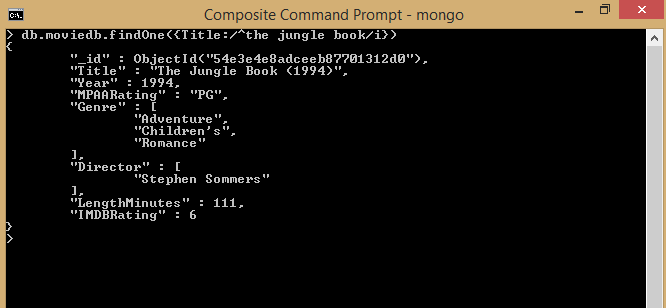 Composite Command Prompt - mongo
> db.moviedb.findOne({Title:/^the jungle book/i})
{
"_id" : ObjectId("54e3e4e8adceeb87701312d0"),
"Title" : "The Jungle Book (1994)",
"Year" : 1994,
"MPAARating" : "PG",
"Genre" : [
"Adventure",
"Children's",
"Romance"
],
"Director" : [
"Stephen Sommers"
],
"LengthMinutes" : 111,
"IMDBRating" : 6
}
>